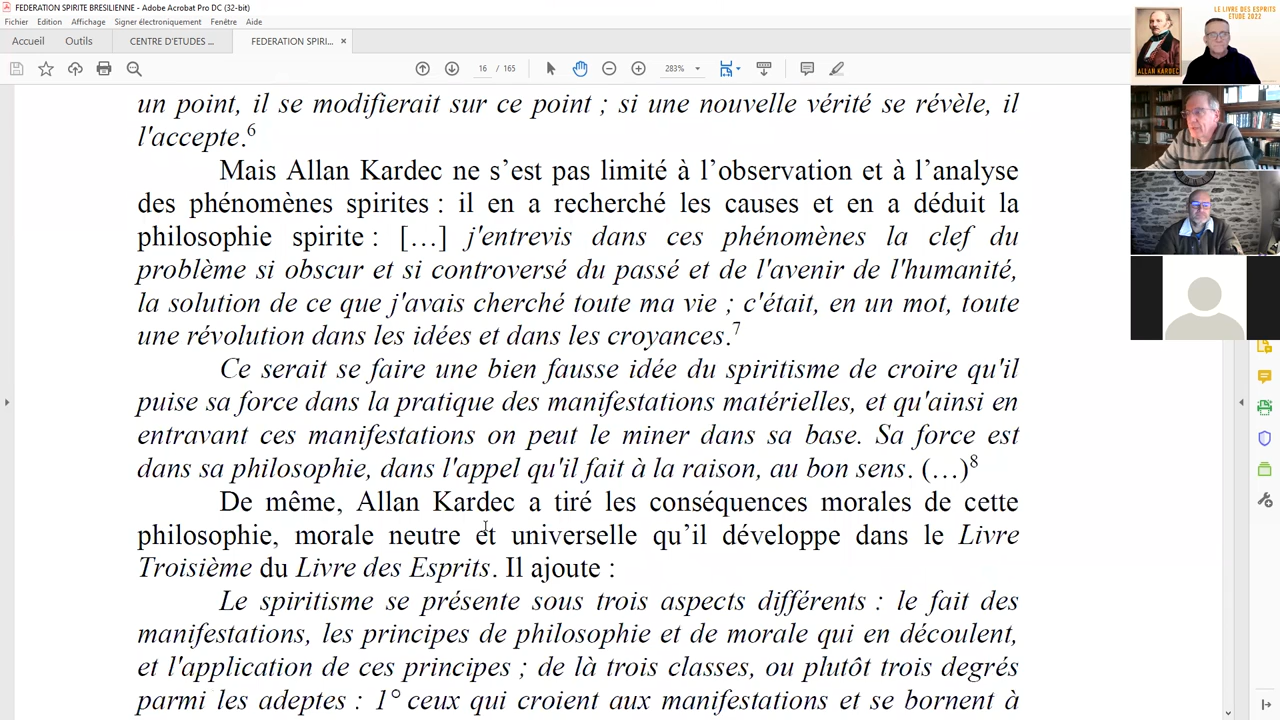 FEDERATION SPIRITE BRESILIENNE - Adobe Acrobat Pro DC (32-bit)
Fichier Edition Affichage Signer électroniquement Fenêtre Aide
Accueil Outils CENTRE D'ETUDES ... FEDERATION SPIRI... ×
16 / 165 283%
un point, il se modifierait sur ce point ; si une nouvelle vérité se révèle, il
l'accepte.6
Mais Allan Kardec ne s’est pas limité à l’observation et à l’analyse
des phénomènes spirites : il en a recherché les causes et en a déduit la
philosophie spirite : […] j'entrevis dans ces phénomènes la clef du
problème si obscur et si controversé du passé et de l'avenir de l'humanité,
la solution de ce que j'avais cherché toute ma vie ; c'était, en un mot, toute
une révolution dans les idées et dans les croyances.7
Ce serait se faire une bien fausse idée du spiritisme de croire qu'il
puise sa force dans la pratique des manifestations matérielles, et qu'ainsi en
entravant ces manifestations on peut le miner dans sa base. Sa force est
dans sa philosophie, dans l'appel qu'il fait à la raison, au bon sens. (…)8
De même, Allan Kardec a tiré les conséquences morales de cette
philosophie, morale neutre et universelle qu’il développe dans le Livre
Troisième du Livre des Esprits. Il ajoute :
Le spiritisme se présente sous trois aspects différents : le fait des
manifestations, les principes de philosophie et de morale qui en découlent,
et l'application de ces principes ; de là trois classes, ou plutôt trois degrés
parmi les adeptes : 1° ceux qui croient aux manifestations et se bornent à
LE LIVRE DES ESPRITS
ETUDE 2022
ALLAN KARDEC